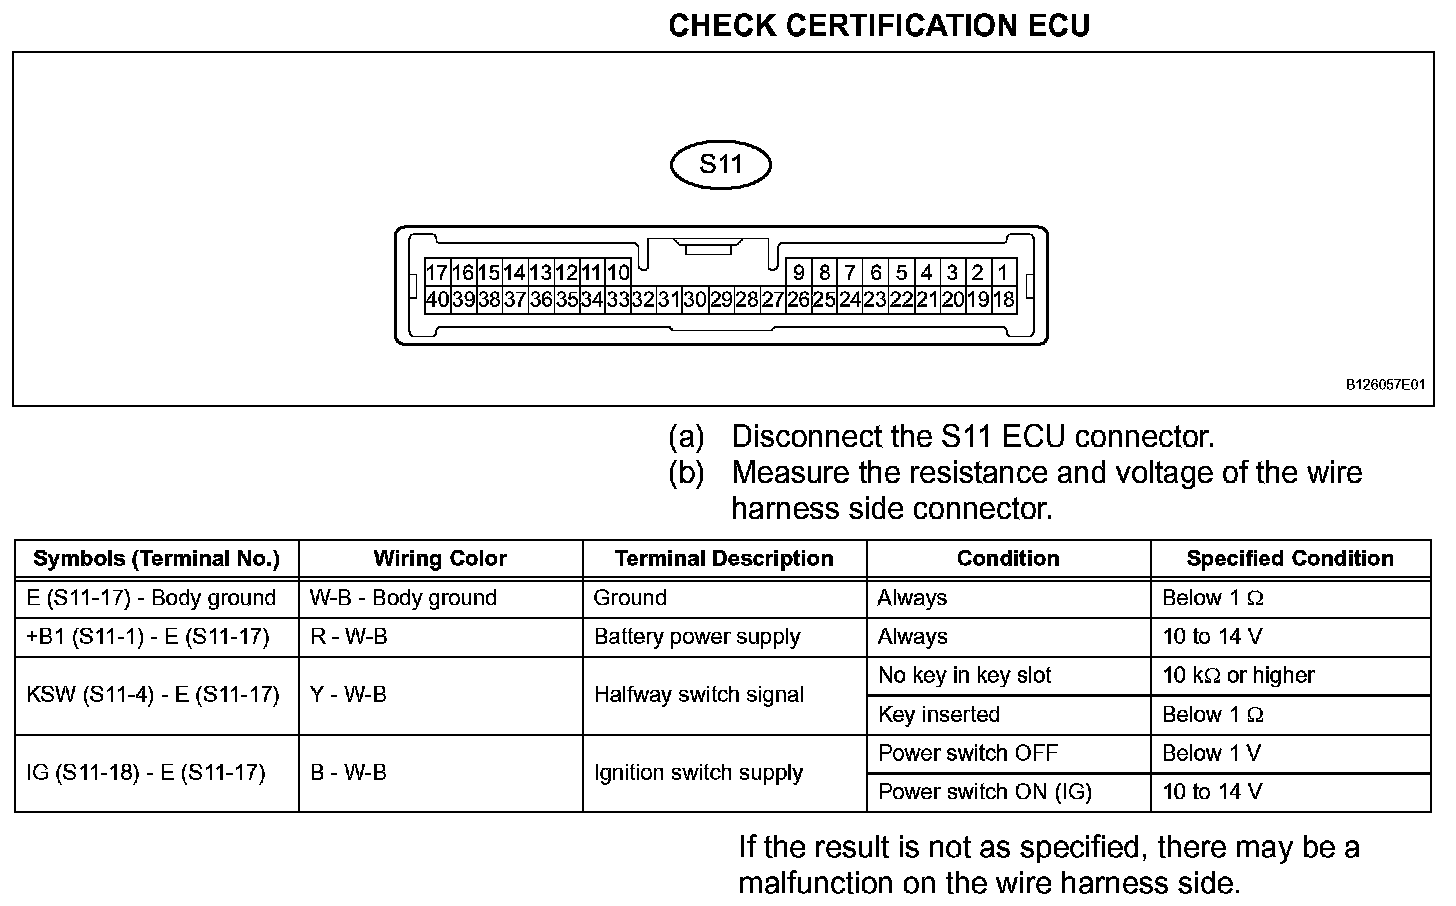 CHECK CERTIFICATION ECU
S11
17 16 15 14 13 12 11 10 9 8 7 6 5 4 3 2 1
40 39 38 37 36 35 34 33 32 31 30 29 28 27 26 25 24 23 22 21 20 19 18
B126057E01
(a) Disconnect the S11 ECU connector.
(b) Measure the resistance and voltage of the wire
harness side connector.
Symbols (Terminal No.) Wiring Color Terminal Description Condition Specified Condition
E (S11-17) - Body ground W-B - Body ground Ground Always Below 1 Ω
+B1 (S11-1) - E (S11-17) R - W-B Battery power supply Always 10 to 14 V
KSW (S11-4) - E (S11-17) Y - W-B Halfway switch signal No key in key slot 10 kΩ or higher
Key inserted Below 1 Ω
IG (S11-18) - E (S11-17) B - W-B Ignition switch supply Power switch OFF Below 1 V
Power switch ON (IG) 10 to 14 V
If the result is not as specified, there may be a
malfunction on the wire harness side.